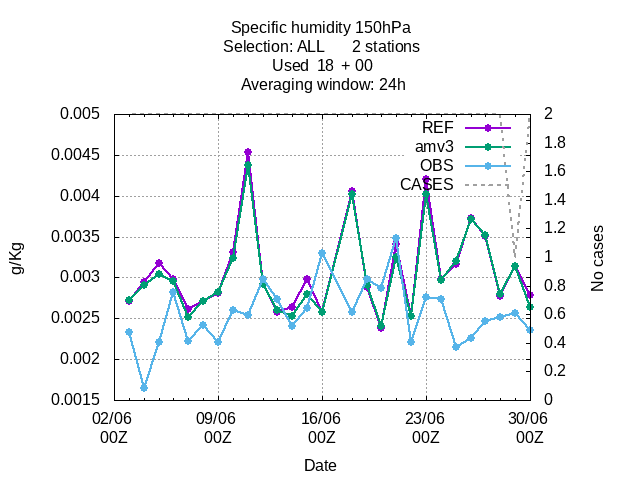 Specific humidity 150hPa
Selection: ALL 2 stations
Used 18 + 00
Averaging window: 24h
0.005
0.0045
0.004
0.0035
0.003
0.0025
0.002
0.0015
g/Kg
2
1.8
1.6
1.4
1.2
1
0.8
0.6
0.4
0.2
0
No cases
REF
amv3
OBS
CASES
02/06 09/06 16/06 23/06 30/06
00Z 00Z 00Z 00Z 00Z
Date